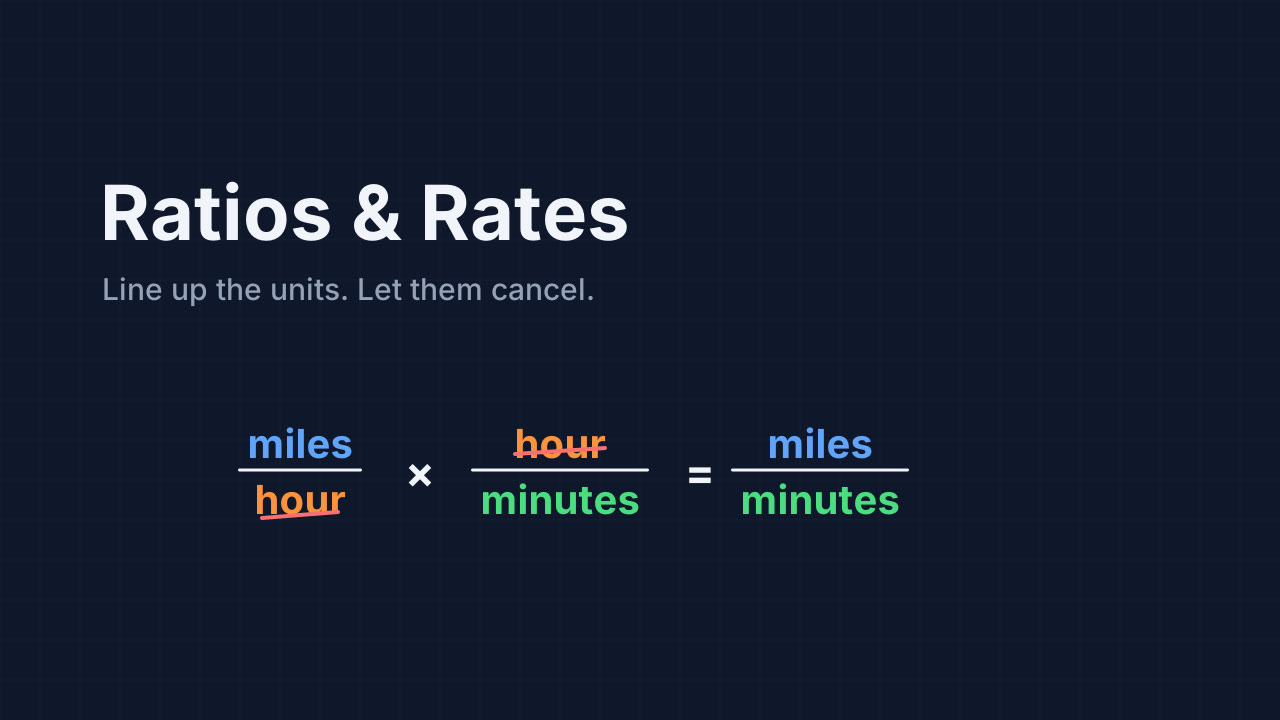 Ratios & Rates
Line up the units. Let them cancel.
miles hour miles
× =
hour minutes minutes